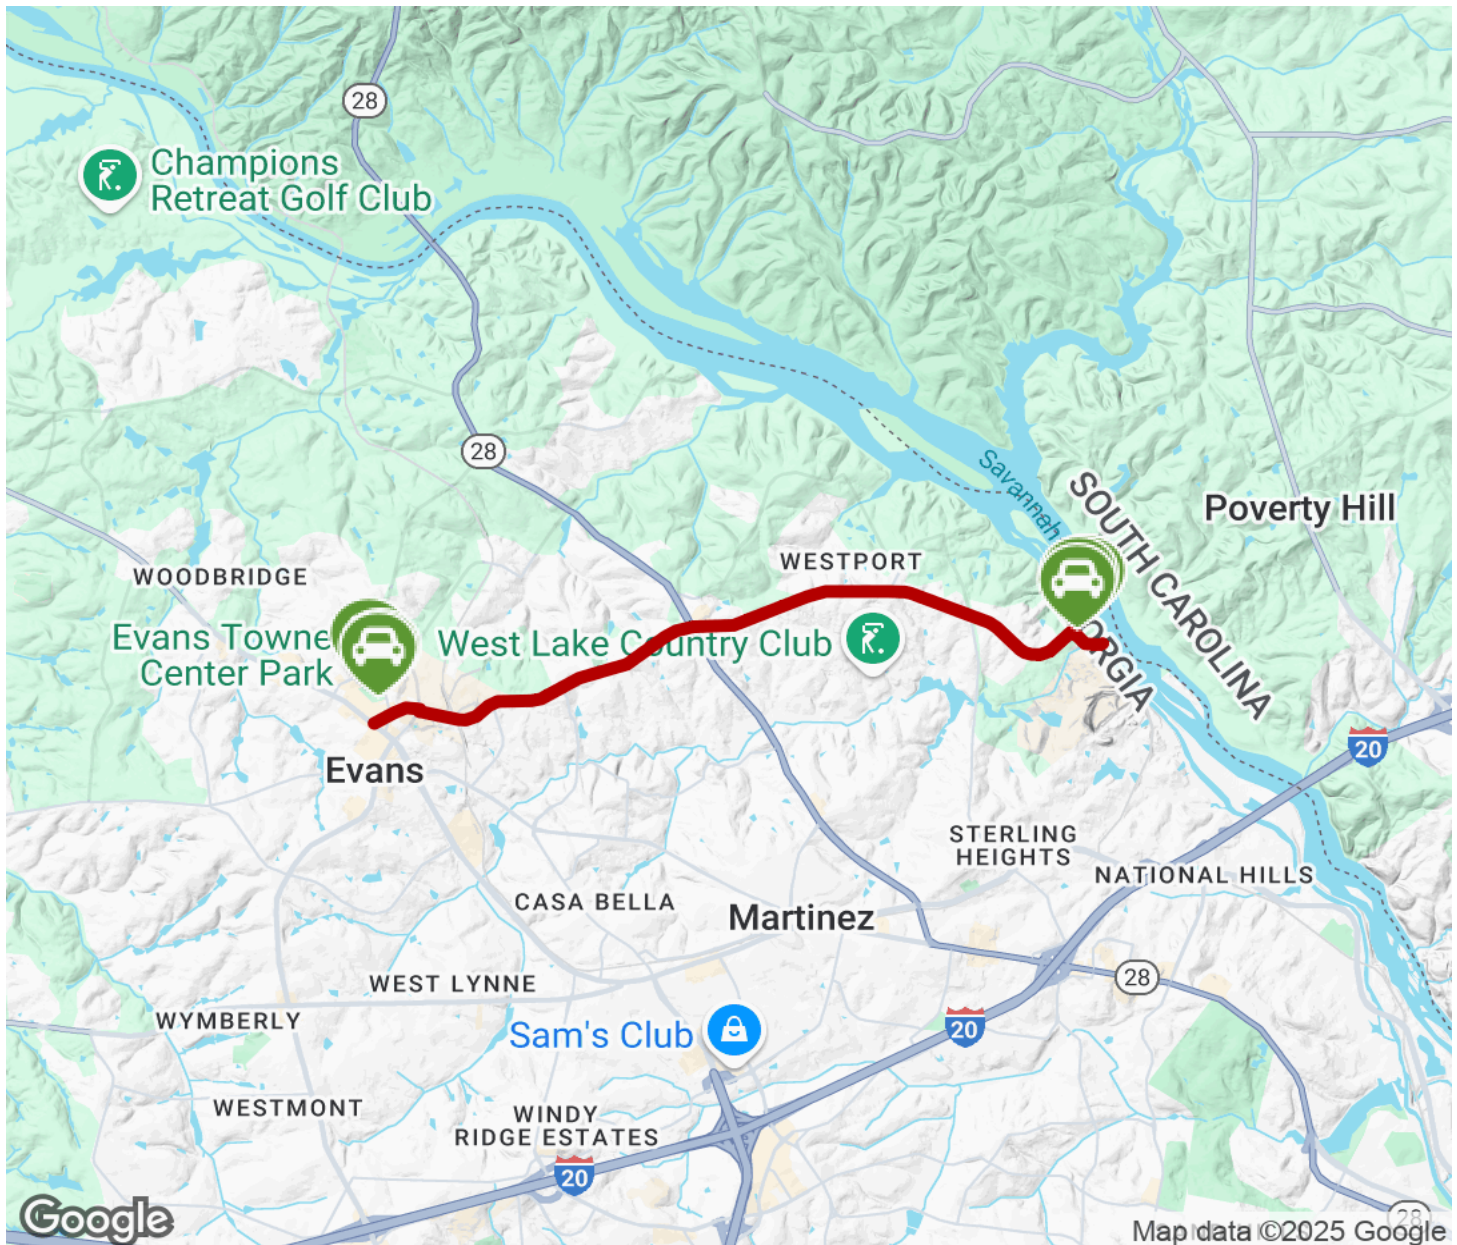 28
Champions
Retreat Golf Club
28
Savannah
SOUTH CAROLINA
Poverty Hill
WESTPORT
WOODBRIDGE
Evans Towne
Center Park
West Lake Country Club
ORGIA
20
Evans
STERLING
HEIGHTS
NATIONAL HILLS
CASA BELLA
Martinez
28
WEST LYNNE
WYMBERLY
Sam's Club
20
WESTMONT
WINDY
RIDGE ESTATES
20
28
Google
Map data ©2025 Google